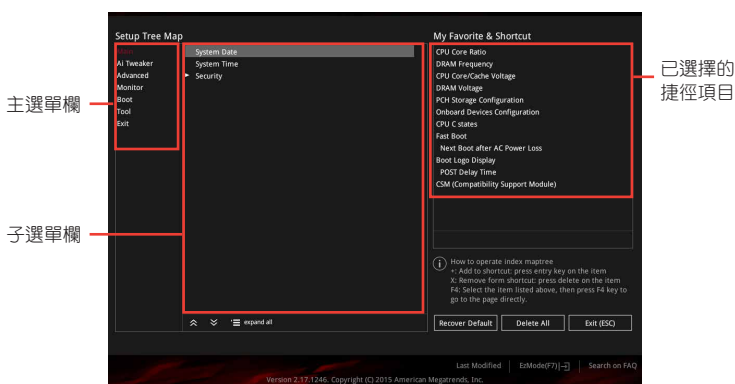 Setup Tree Map
Main
Ai Tweaker
Advanced
Monitor
Boot
Tool
Exit
System Date
System Time
Security
expand all
My Favorite & Shortcut
CPU Core Ratio
DRAM Frequency
CPU Core/Cache Voltage
DRAM Voltage
PCH Storage Configuration
Onboard Devices Configuration
CPU C states
Fast Boot
Next Boot after AC Power Loss
Boot Logo Display
POST Delay Time
CSM (Compatibility Support Module)
How to operate index maptree
+: Add to shortcut: press entry key on the item
X: Remove form shortcut: press delete on the item
F4: Select the item listed above, then press F4 key to
go to the page directly.
Recover Default
Delete All
Exit (ESC)
主選單欄
子選單欄
已選擇的
捷徑項目
Last Modified
EzMode(F7)
Search on FAQ
Version 2.17.1246. Copyright (C) 2015 American Megatrends, Inc.